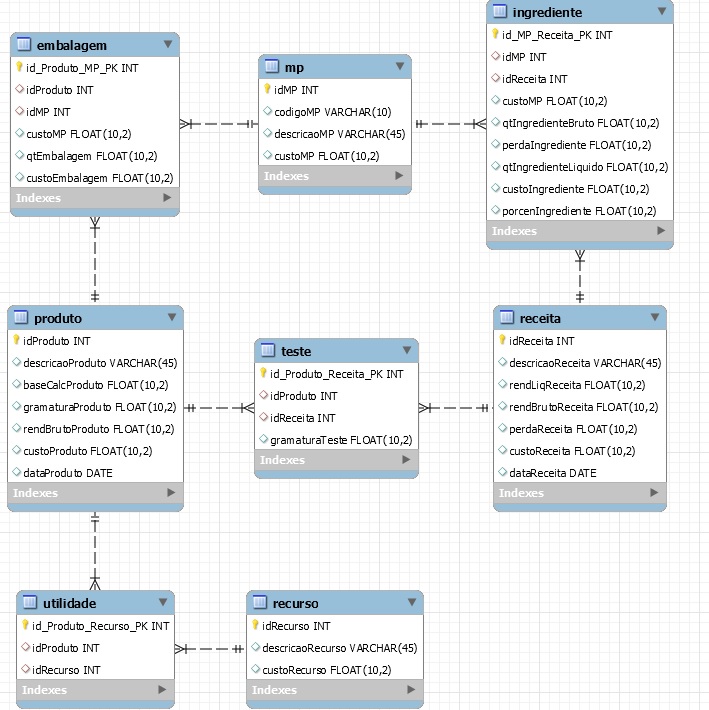 embalagem
id_Produto_MP_PK INT
idProduto INT
idMP INT
custoMP FLOAT(10,2)
qtEmbalagem FLOAT(10,2)
custoEmbalagem FLOAT(10,2)
Indexes
mp
idMP INT
codigoMP VARCHAR(10)
descricaoMP VARCHAR(45)
custoMP FLOAT(10,2)
Indexes
ingrediente
id_MP_Receita_PK INT
idMP INT
idReceita INT
custoMP FLOAT(10,2)
qtIngredienteBruto FLOAT(10,2)
perdaIngrediente FLOAT(10,2)
qtIngredienteLiquido FLOAT(10,2)
custoIngrediente FLOAT(10,2)
porcenIngrediente FLOAT(10,2)
Indexes
produto
idProduto INT
descricaoProduto VARCHAR(45)
baseCalcProduto FLOAT(10,2)
gramaturaProduto FLOAT(10,2)
rendBrutoProduto FLOAT(10,2)
custoProduto FLOAT(10,2)
dataProduto DATE
Indexes
teste
id_Produto_Receita_PK INT
idProduto INT
idReceita INT
gramaturaTeste FLOAT(10,2)
Indexes
receita
idReceita INT
descricaoReceita VARCHAR(45)
rendLiqReceita FLOAT(10,2)
rendBrutoReceita FLOAT(10,2)
perdaReceita FLOAT(10,2)
custoReceita FLOAT(10,2)
dataReceita DATE
Indexes
utilidade
id_Produto_Recurso_PK INT
idProduto INT
idRecurso INT
Indexes
recurso
idRecurso INT
descricaoRecurso VARCHAR(45)
custoRecurso FLOAT(10,2)
Indexes